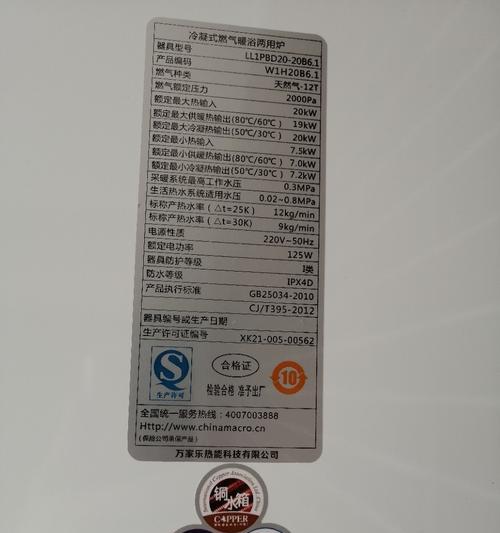 冷凝式燃气暖浴两用炉
器具型号 LL1PBD20-20B6.1
产品编码 W1H20B6.1
燃气种类 天然气-12T
燃气额定压力 2000Pa
额定最大热输入 20kW
额定最大供暖热输出(80℃/60℃) 19kW
额定最大冷凝热输出(50℃/30℃) 20kW
额定最小热输入 7.5kW
额定最小供暖热输出(80℃/60℃) 7.0kW
额定最小冷凝热输出(50℃/30℃) 7.2kW
采暖系统最高工作水压 0.3MPa
生活热水系统适用水压 0.02~0.8MPa
标称产热水率(△t=25K) 12kg/min
标称产热水率(△t=30K) 9kg/min
电源性质 220V~50Hz
额定电功率 125W
器具防护等级 I类
防水等级 IPX4D
产品执行标准 GB25034-2010
CJ/T395-2012
器具编号或生产日期
生产许可证编号 XK21-005-00562
生产许可
合格证
检验合格 准予出厂
10
全国统一服务热线: 4007003888
Http://www.chinamacro.cn
(保险公司承保产品)
万家乐热能科技有限公司
铜水箱
COPPER